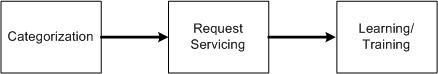 Categorization
Request
Servicing
Learning/
Training